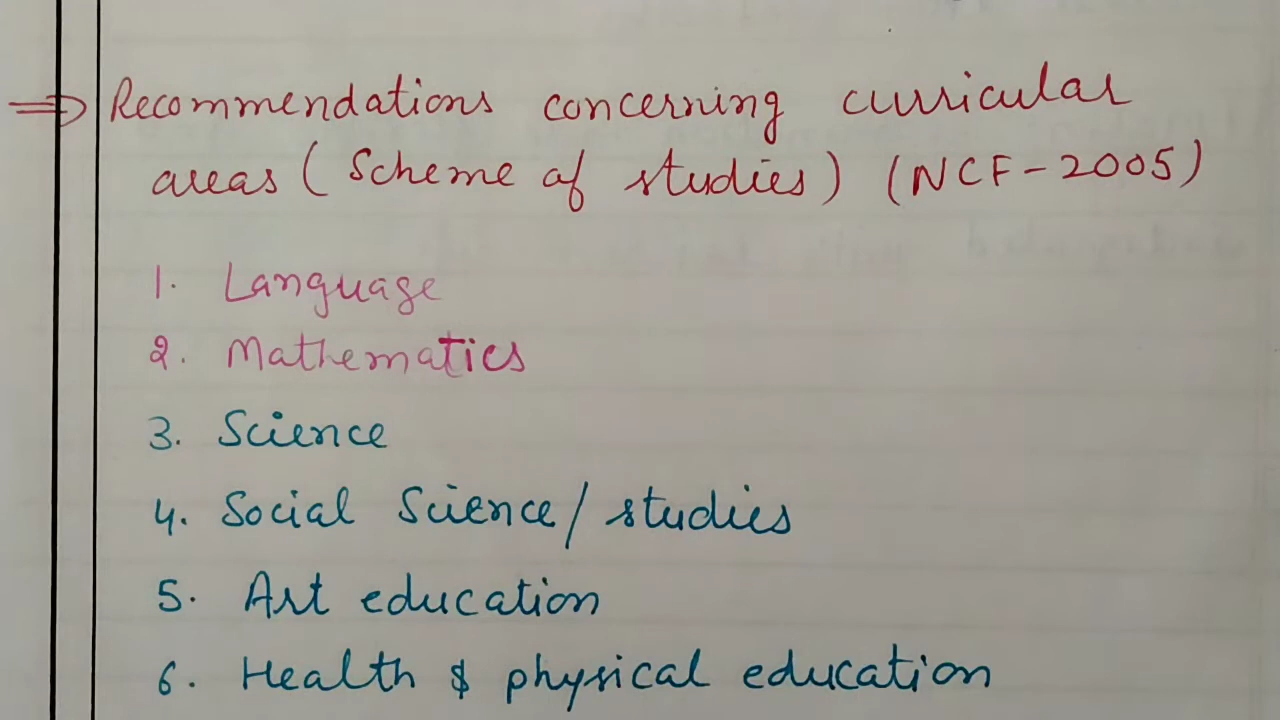 ⇒ Recommendations concerning curricular
areas (Scheme of studies) (NCF-2005)
1. Language
2. Mathematics
3. Science
4. Social Science/studies
5. Art education
6. Health & physical education